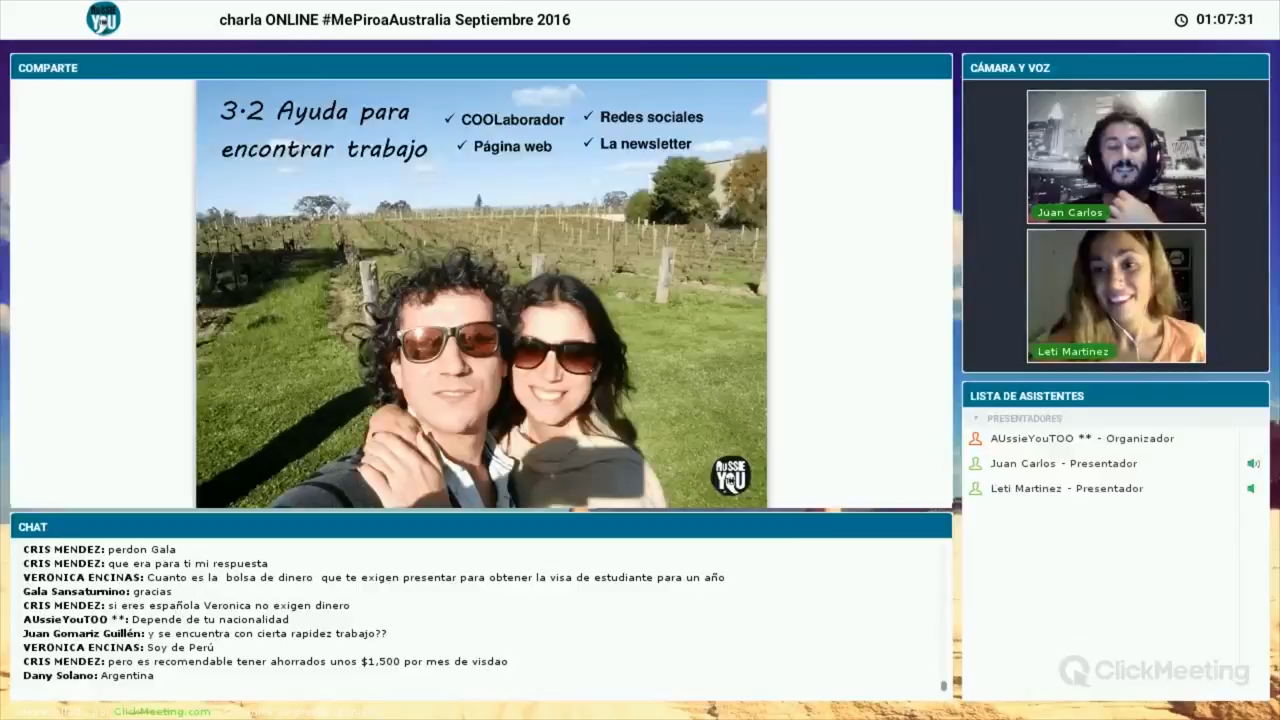 AUSSIE
YOU
charla ONLINE #MePiroaAustralia Septiembre 2016
01:07:31
COMPARTE
3.2 Ayuda para
encontrar trabajo
✓ COOLaborador
✓ Redes sociales
✓ Página web
✓ La newsletter
AUSSIE
YOU
CHAT
CRIS MENDEZ: perdon Gala
CRIS MENDEZ: que era para ti mi respuesta
VERONICA ENCINAS: Cuanto es la bolsa de dinero que te exigen presentar para obtener la visa de estudiante para un año
Gala Sansaturnino: gracias
CRIS MENDEZ: si eres española Veronica no exigen dinero
AUssieYouTOO **: Depende de tu nacionalidad
Juan Gomariz Guillén: y se encuentra con cierta rapidez trabajo??
VERONICA ENCINAS: Soy de Perú
CRIS MENDEZ: pero es recomendable tener ahorrados unos $1,500 por mes de visdao
Dany Solano: Argentina
ClickMeeting.com
CÁMARA Y VOZ
Juan Carlos
Leti Martinez
LISTA DE ASISTENTES
PRESENTADORES
AUssieYouTOO ** - Organizador
Juan Carlos - Presentador
Leti Martinez - Presentador
ClickMeeting